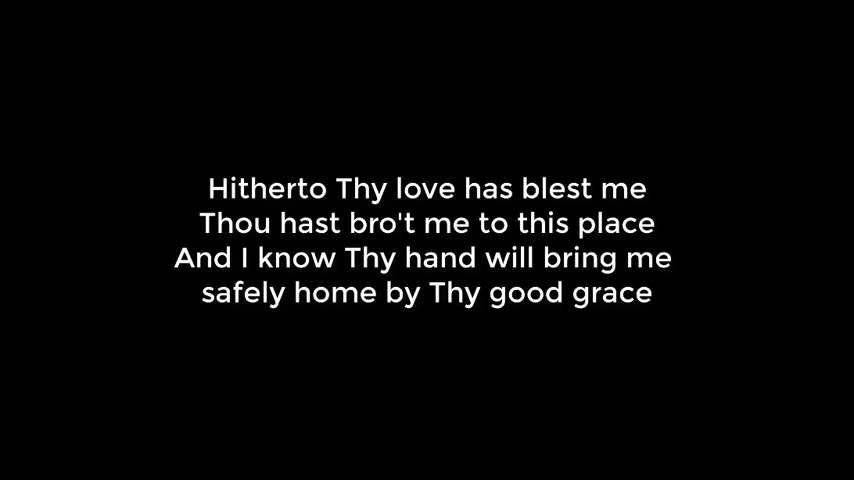 Hitherto Thy love has blest me
Thou hast bro't me to this place
And I know Thy hand will bring me
safely home by Thy good grace